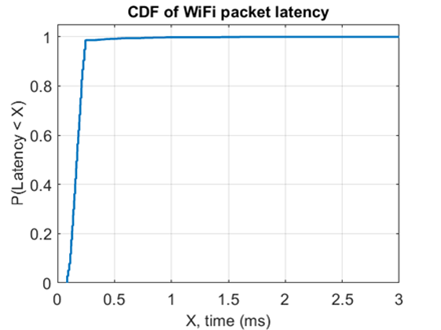 CDF of WiFi packet latency
P(Latency < X)
1
0.8
0.6
0.4
0.2
0
0 0.5 1 1.5 2 2.5 3
X, time (ms)